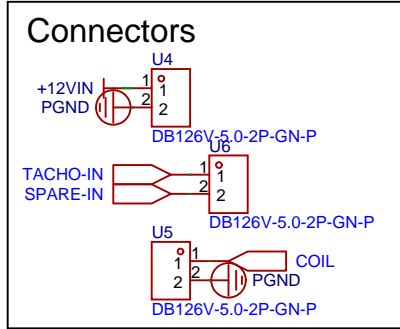 Connectors
U4
+12VIN 1 1
PGND 2 2
DB126V-5.0-2P-GN-P
U6
TACHO-IN 1 1
SPARE-IN 2 2
DB126V-5.0-2P-GN-P
U5
1 1 COIL
2 2 PGND
DB126V-5.0-2P-GN-P